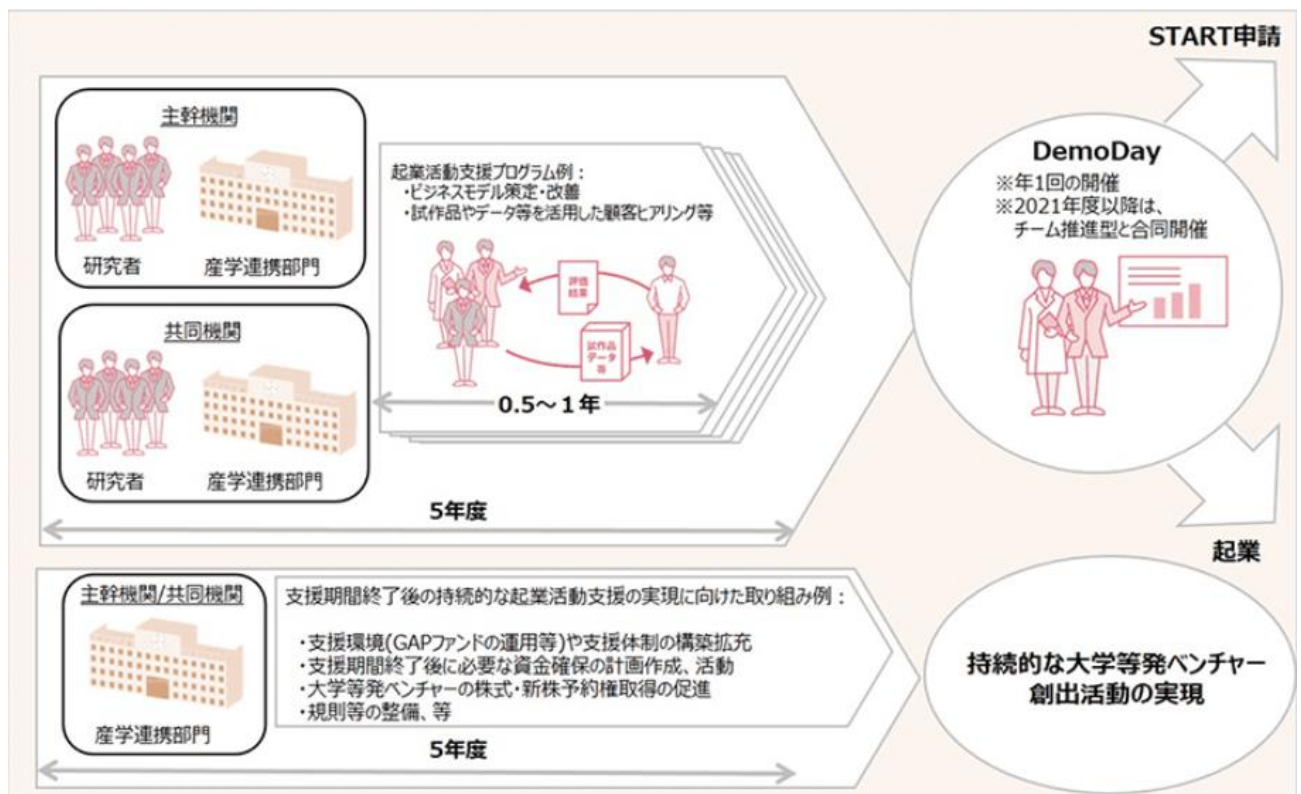 START申請
主幹機関
研究者
産学連携部門
共同機関
研究者
産学連携部門
起業活動支援プログラム例：
・ビジネスモデル策定・改善
・試作品やデータ等を活用した顧客ヒアリング等
評価
結果
試作品
データ
等
0.5～１年
5年度
DemoDay
※年1回の開催
※2021年度以降は、
チーム推進型と合同開催
起業
主幹機関/共同機関
産学連携部門
支援期間終了後の持続的な起業活動支援の実現に向けた取り組み例：
・支援環境(GAPファンドの運用等)や支援体制の構築拡充
・支援期間終了後に必要な資金確保の計画作成、活動
・大学等発ベンチャーの株式・新株予約権取得の促進
・規則等の整備、等
5年度
持続的な大学等発ベンチャー
創出活動の実現